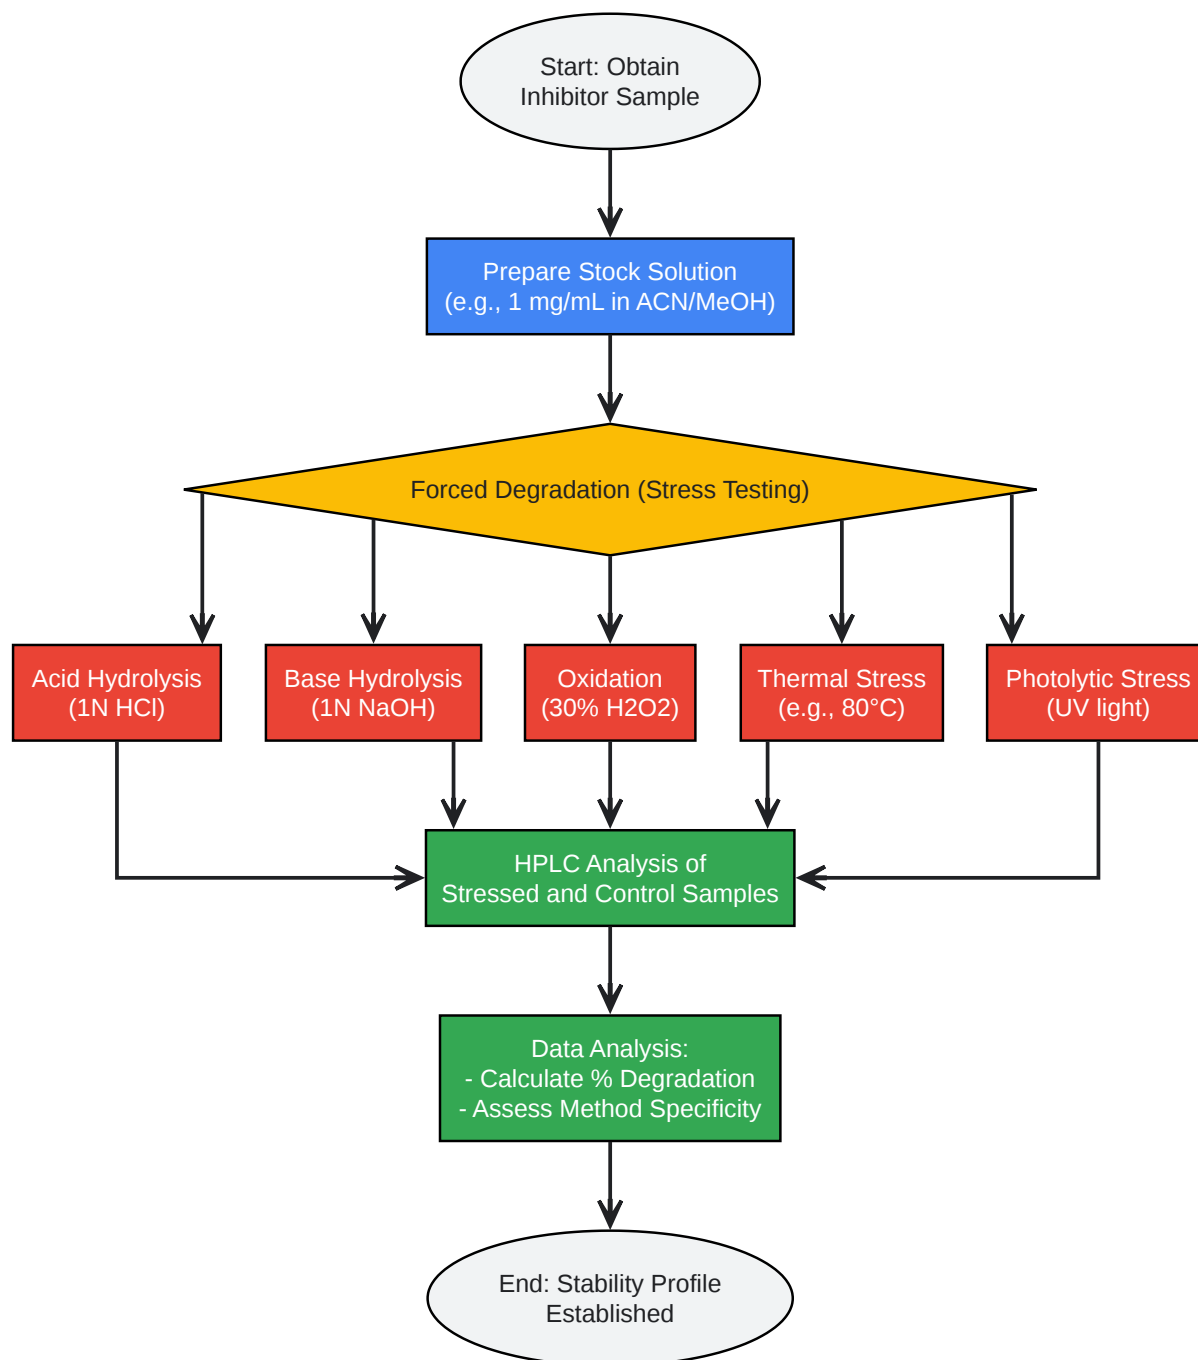 Start: Obtain
Inhibitor Sample
Prepare Stock Solution
(e.g., 1 mg/mL in ACN/MeOH)
Forced Degradation (Stress Testing)
Acid Hydrolysis
(1N HCl)
Base Hydrolysis
(1N NaOH)
Oxidation
(30% H2O2)
Thermal Stress
(e.g., 80°C)
Photolytic Stress
(UV light)
HPLC Analysis of
Stressed and Control Samples
Data Analysis:
- Calculate % Degradation
- Assess Method Specificity
End: Stability Profile
Established